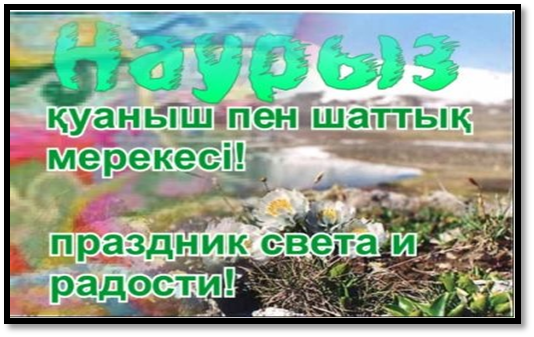 Наурыз
қуаныш пен шаттық
мерекесі!
праздник света и
радости!